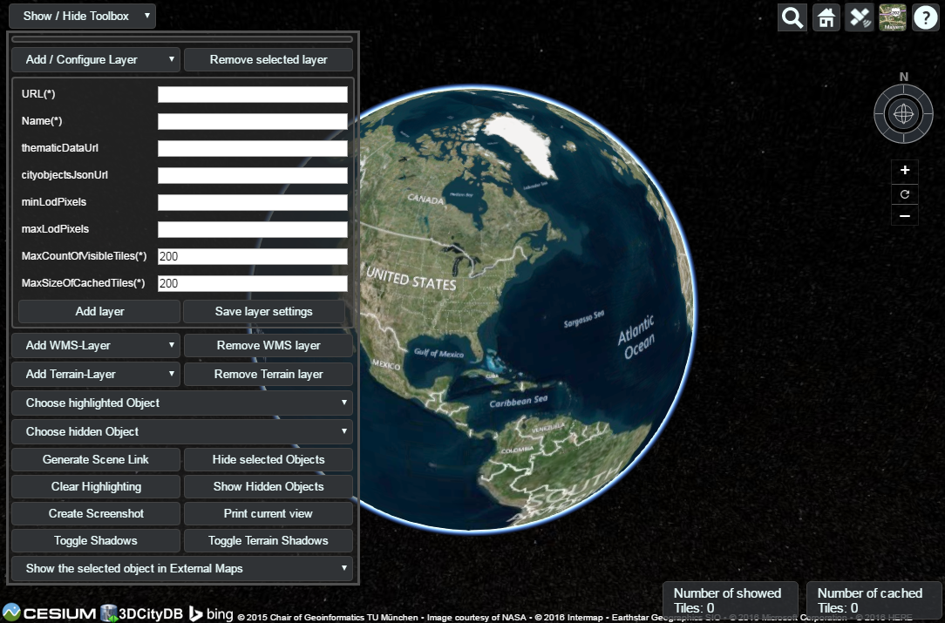 Show / Hide Toolbox
Add / Configure Layer
Remove selected layer
URL(*)
Name(*)
thematicDataUrl
cityobjectsJsonUrl
minLodPixels
maxLodPixels
MaxCountOfVisibleTiles(*) 200
MaxSizeOfCachedTiles(*) 200
Add layer
Save layer settings
Add WMS-Layer
Remove WMS layer
Add Terrain-Layer
Remove Terrain layer
Choose highlighted Object
Choose hidden Object
Generate Scene Link
Hide selected Objects
Clear Highlighting
Show Hidden Objects
Create Screenshot
Print current view
Toggle Shadows
Toggle Terrain Shadows
Show the selected object in External Maps
?
N
+
−
CANADA
Hudson Bay
Labrador Sea
UNITED STATES
Sargasso Sea
Atlantic
Ocean
Gulf of Mexico
MEXICO
CUBA
Caribbean Sea
VENEZUELA
COLOMBIA
SOUTH
Number of showed
Tiles: 0
Number of cached
Tiles: 0
CESIUM 3DCityDB bing © 2015 Chair of Geoinformatics TU München - Image courtesy of NASA - © 2016 Intermap - Earthstar Geographics SIO - © 2016 Microsoft Corporation - © 2016 HERE